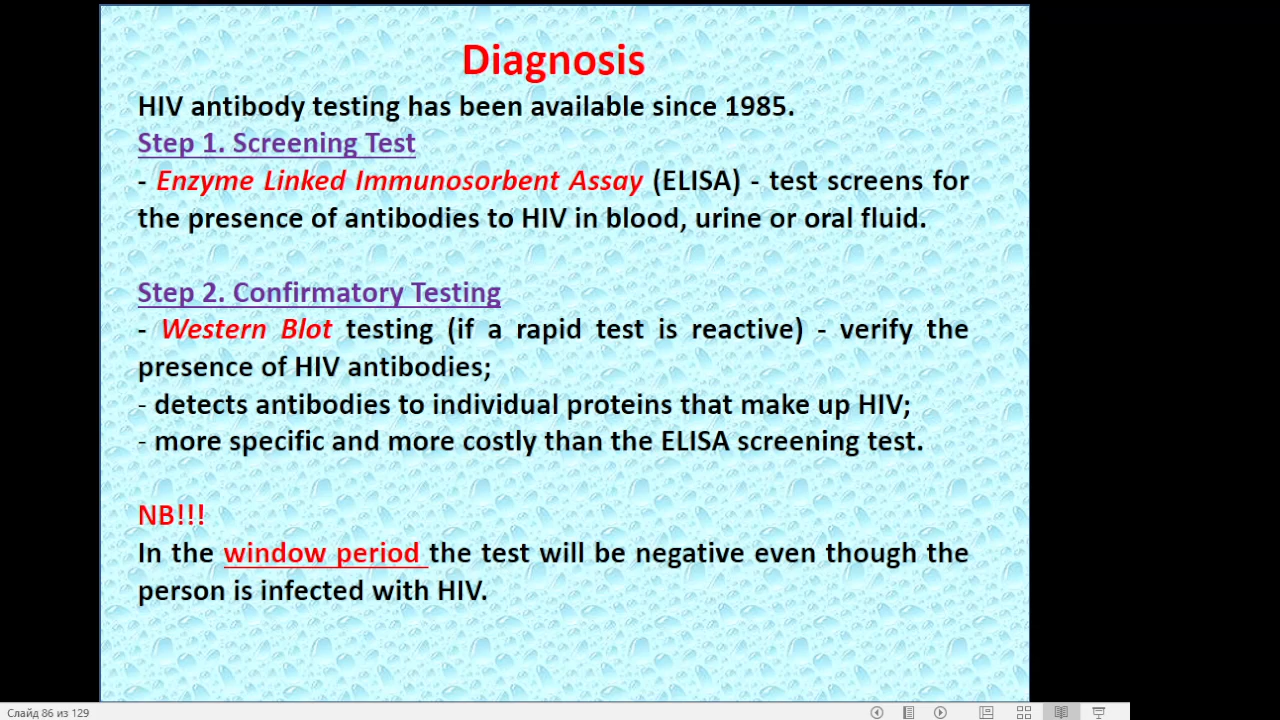 Diagnosis
HIV antibody testing has been available since 1985.
Step 1. Screening Test
- Enzyme Linked Immunosorbent Assay (ELISA) - test screens for
the presence of antibodies to HIV in blood, urine or oral fluid.
Step 2. Confirmatory Testing
- Western Blot testing (if a rapid test is reactive) - verify the
presence of HIV antibodies;
- detects antibodies to individual proteins that make up HIV;
- more specific and more costly than the ELISA screening test.
NB!!!
In the window period the test will be negative even though the
person is infected with HIV.
Слайд 86 из 129